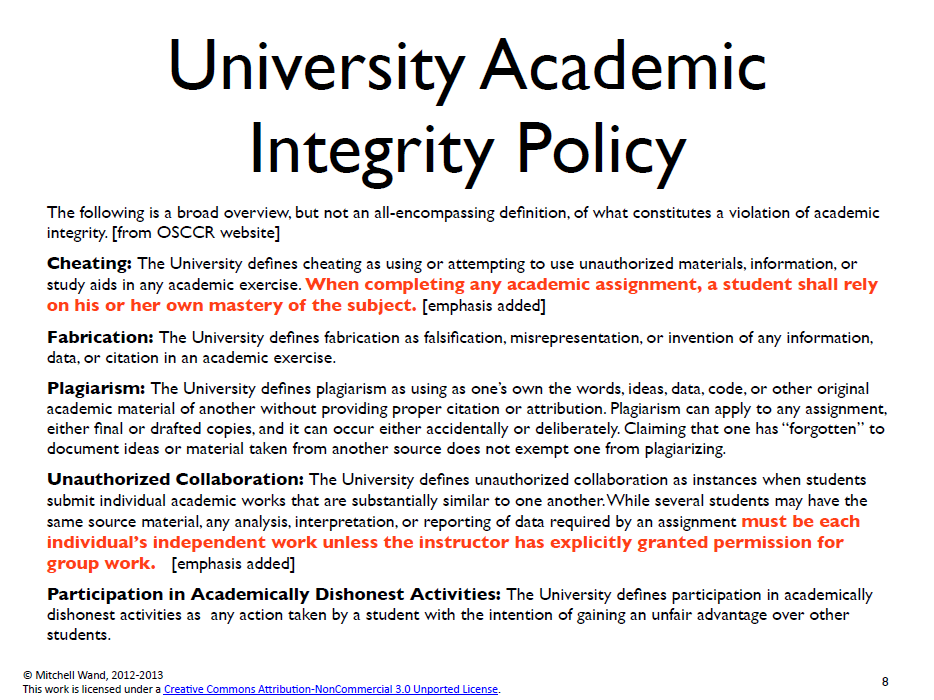 University Academic
Integrity Policy
The following is a broad overview, but not an all-encompassing definition, of what constitutes a violation of academic
integrity. [from OSCCR website]
Cheating: The University defines cheating as using or attempting to use unauthorized materials, information, or
study aids in any academic exercise. When completing any academic assignment, a student shall rely
on his or her own mastery of the subject. [emphasis added]
Fabrication: The University defines fabrication as falsification, misrepresentation, or invention of any information,
data, or citation in an academic exercise.
Plagiarism: The University defines plagiarism as using as one's own the words, ideas, data, code, or other original
academic material of another without providing proper citation or attribution. Plagiarism can apply to any assignment,
either final or drafted copies, and it can occur either accidentally or deliberately. Claiming that one has “forgotten” to
document ideas or material taken from another source does not exempt one from plagiarizing.
Unauthorized Collaboration: The University defines unauthorized collaboration as instances when students
submit individual academic works that are substantially similar to one another. While several students may have the
same source material, any analysis, interpretation, or reporting of data required by an assignment must be each
individual's independent work unless the instructor has explicitly granted permission for
group work. [emphasis added]
Participation in Academically Dishonest Activities: The University defines participation in academically
dishonest activities as any action taken by a student with the intention of gaining an unfair advantage over other
students.
© Mitchell Wand, 2012-2013
This work is licensed under a Creative Commons Attribution-NonCommercial 3.0 Unported License.
8